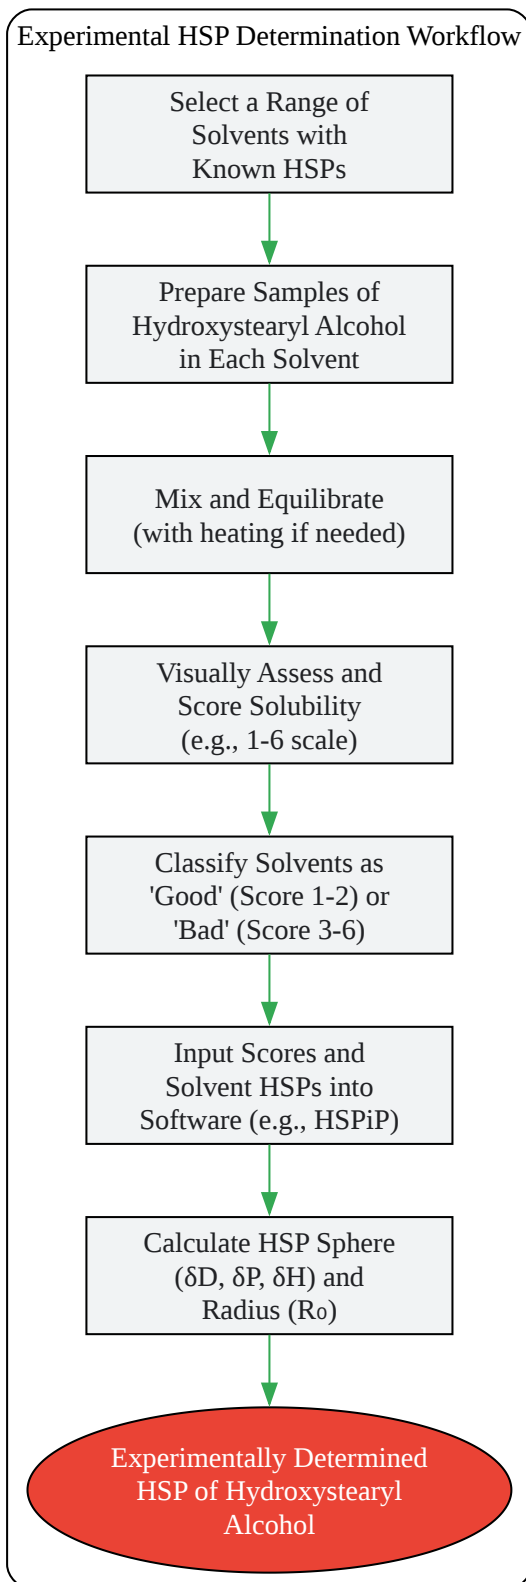 Experimental HSP Determination Workflow
Select a Range of
Solvents with
Known HSPs
Prepare Samples of
Hydroxystearyl Alcohol
in Each Solvent
Mix and Equilibrate
(with heating if needed)
Visually Assess and
Score Solubility
(e.g., 1-6 scale)
Classify Solvents as
'Good' (Score 1-2) or
'Bad' (Score 3-6)
Input Scores and
Solvent HSPs into
Software (e.g., HSPiP)
Calculate HSP Sphere
(δD, δP, δH) and
Radius (R₀)
Experimentally Determined
HSP of Hydroxystearyl
Alcohol